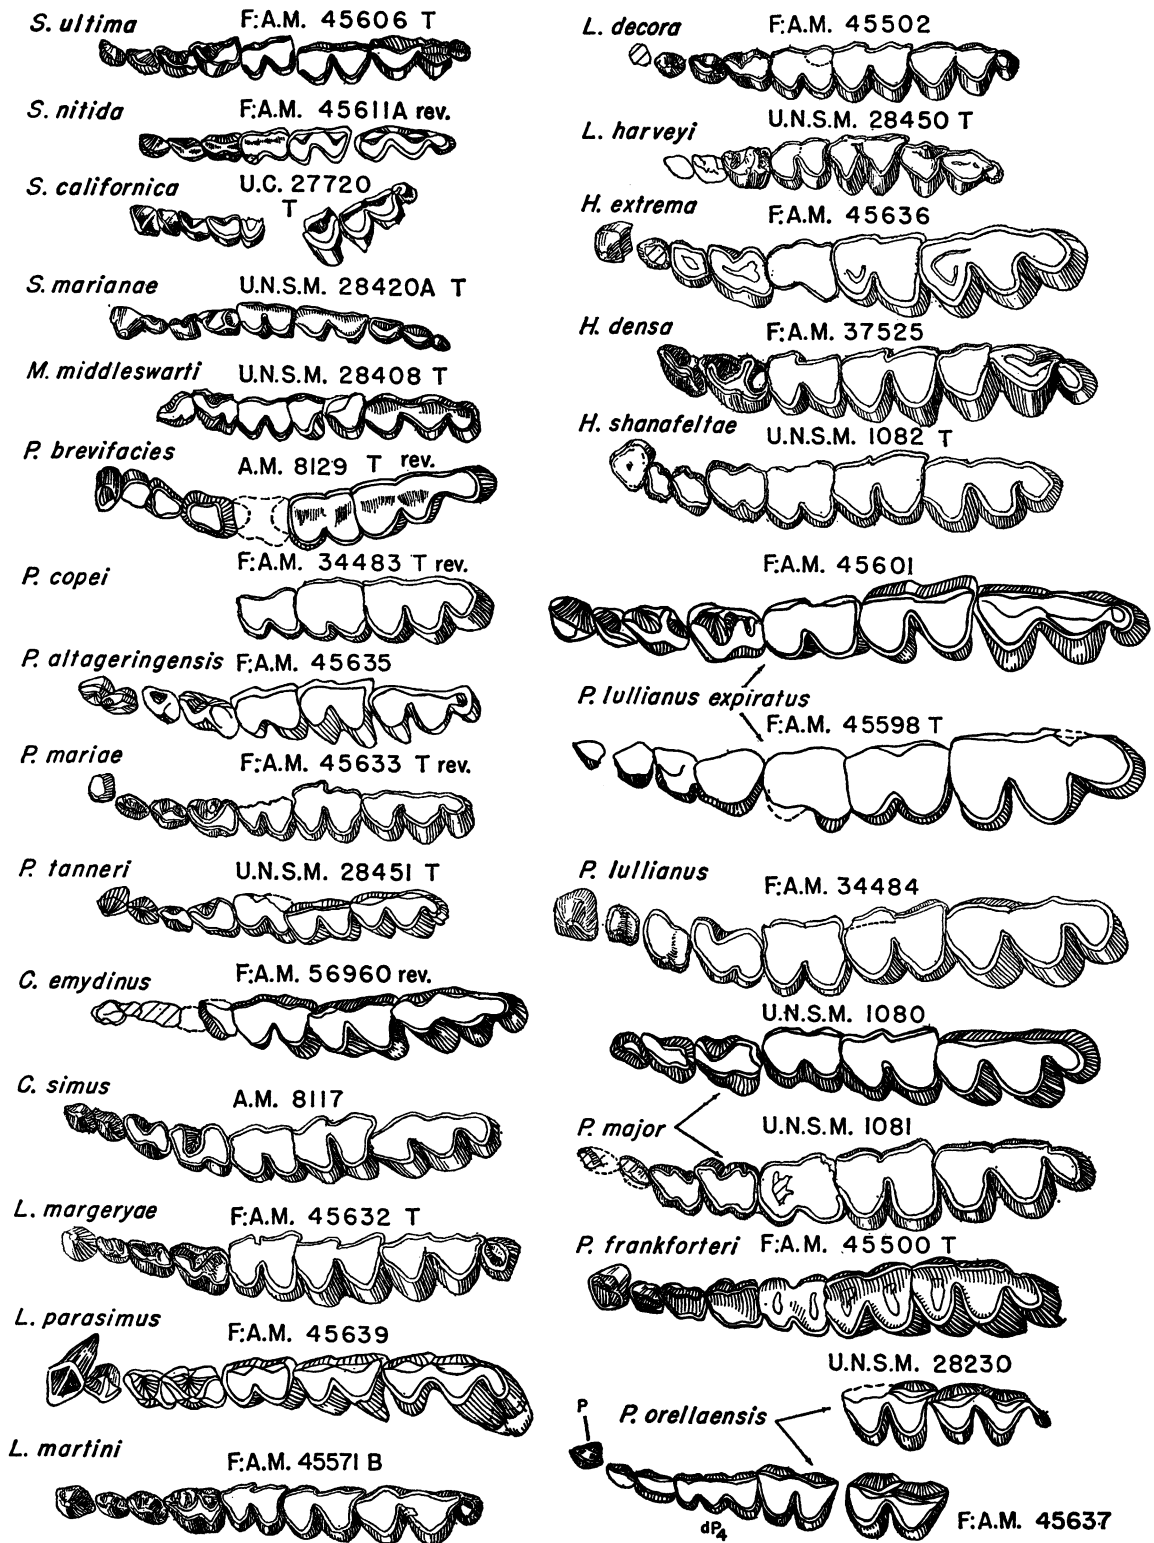 S. ultima F:A.M. 45606 T
S. nitida F:A.M. 45611A rev.
S. californica U.C. 27720
T
S. marianae U.N.S.M. 28420A T
M. middleswarti U.N.S.M. 28408 T
P. brevifacies A.M. 8129 T rev.
P. copei F:A.M. 34483 T rev.
P. altageringensis F:A.M. 45635
P. mariae F:A.M. 45633 T rev.
P. tanneri U.N.S.M. 28451 T
C. emydinus F:A.M. 56960 rev.
C. simus A.M. 8117
L. margeryae F:A.M. 45632 T
L. parasimus F:A.M. 45639
L. martini F:A.M. 45571 B
L. decora F:A.M. 45502
L. harveyi U.N.S.M. 28450 T
H. extrema F:A.M. 45636
H. densa F:A.M. 37525
H. shanafeltae U.N.S.M. 1082 T
F:A.M. 45601
P. lullianus expiratus
F:A.M. 45598 T
P. lullianus F:A.M. 34484
U.N.S.M. 1080
P. major U.N.S.M. 1081
P. frankforteri F:A.M. 45500 T
U.N.S.M. 28230
P P. orellaensis
dP4 F:A.M. 45637